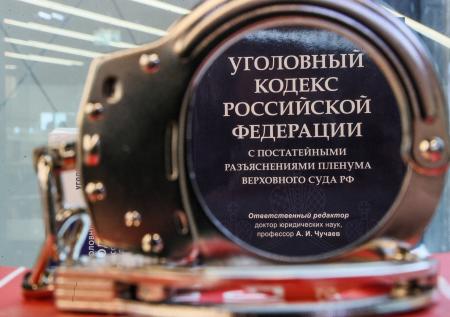 УГОЛОВНЫЙ
КОДЕКС
РОССИЙСКОЙ
ФЕДЕРАЦИИ
С ПОСТАТЕЙНЫМИ
РАЗЪЯСНЕНИЯМИ ПЛЕНУМА
ВЕРХОВНОГО СУДА РФ
Ответственный редактор
доктор юридических наук,
профессор А. И. Чучаев